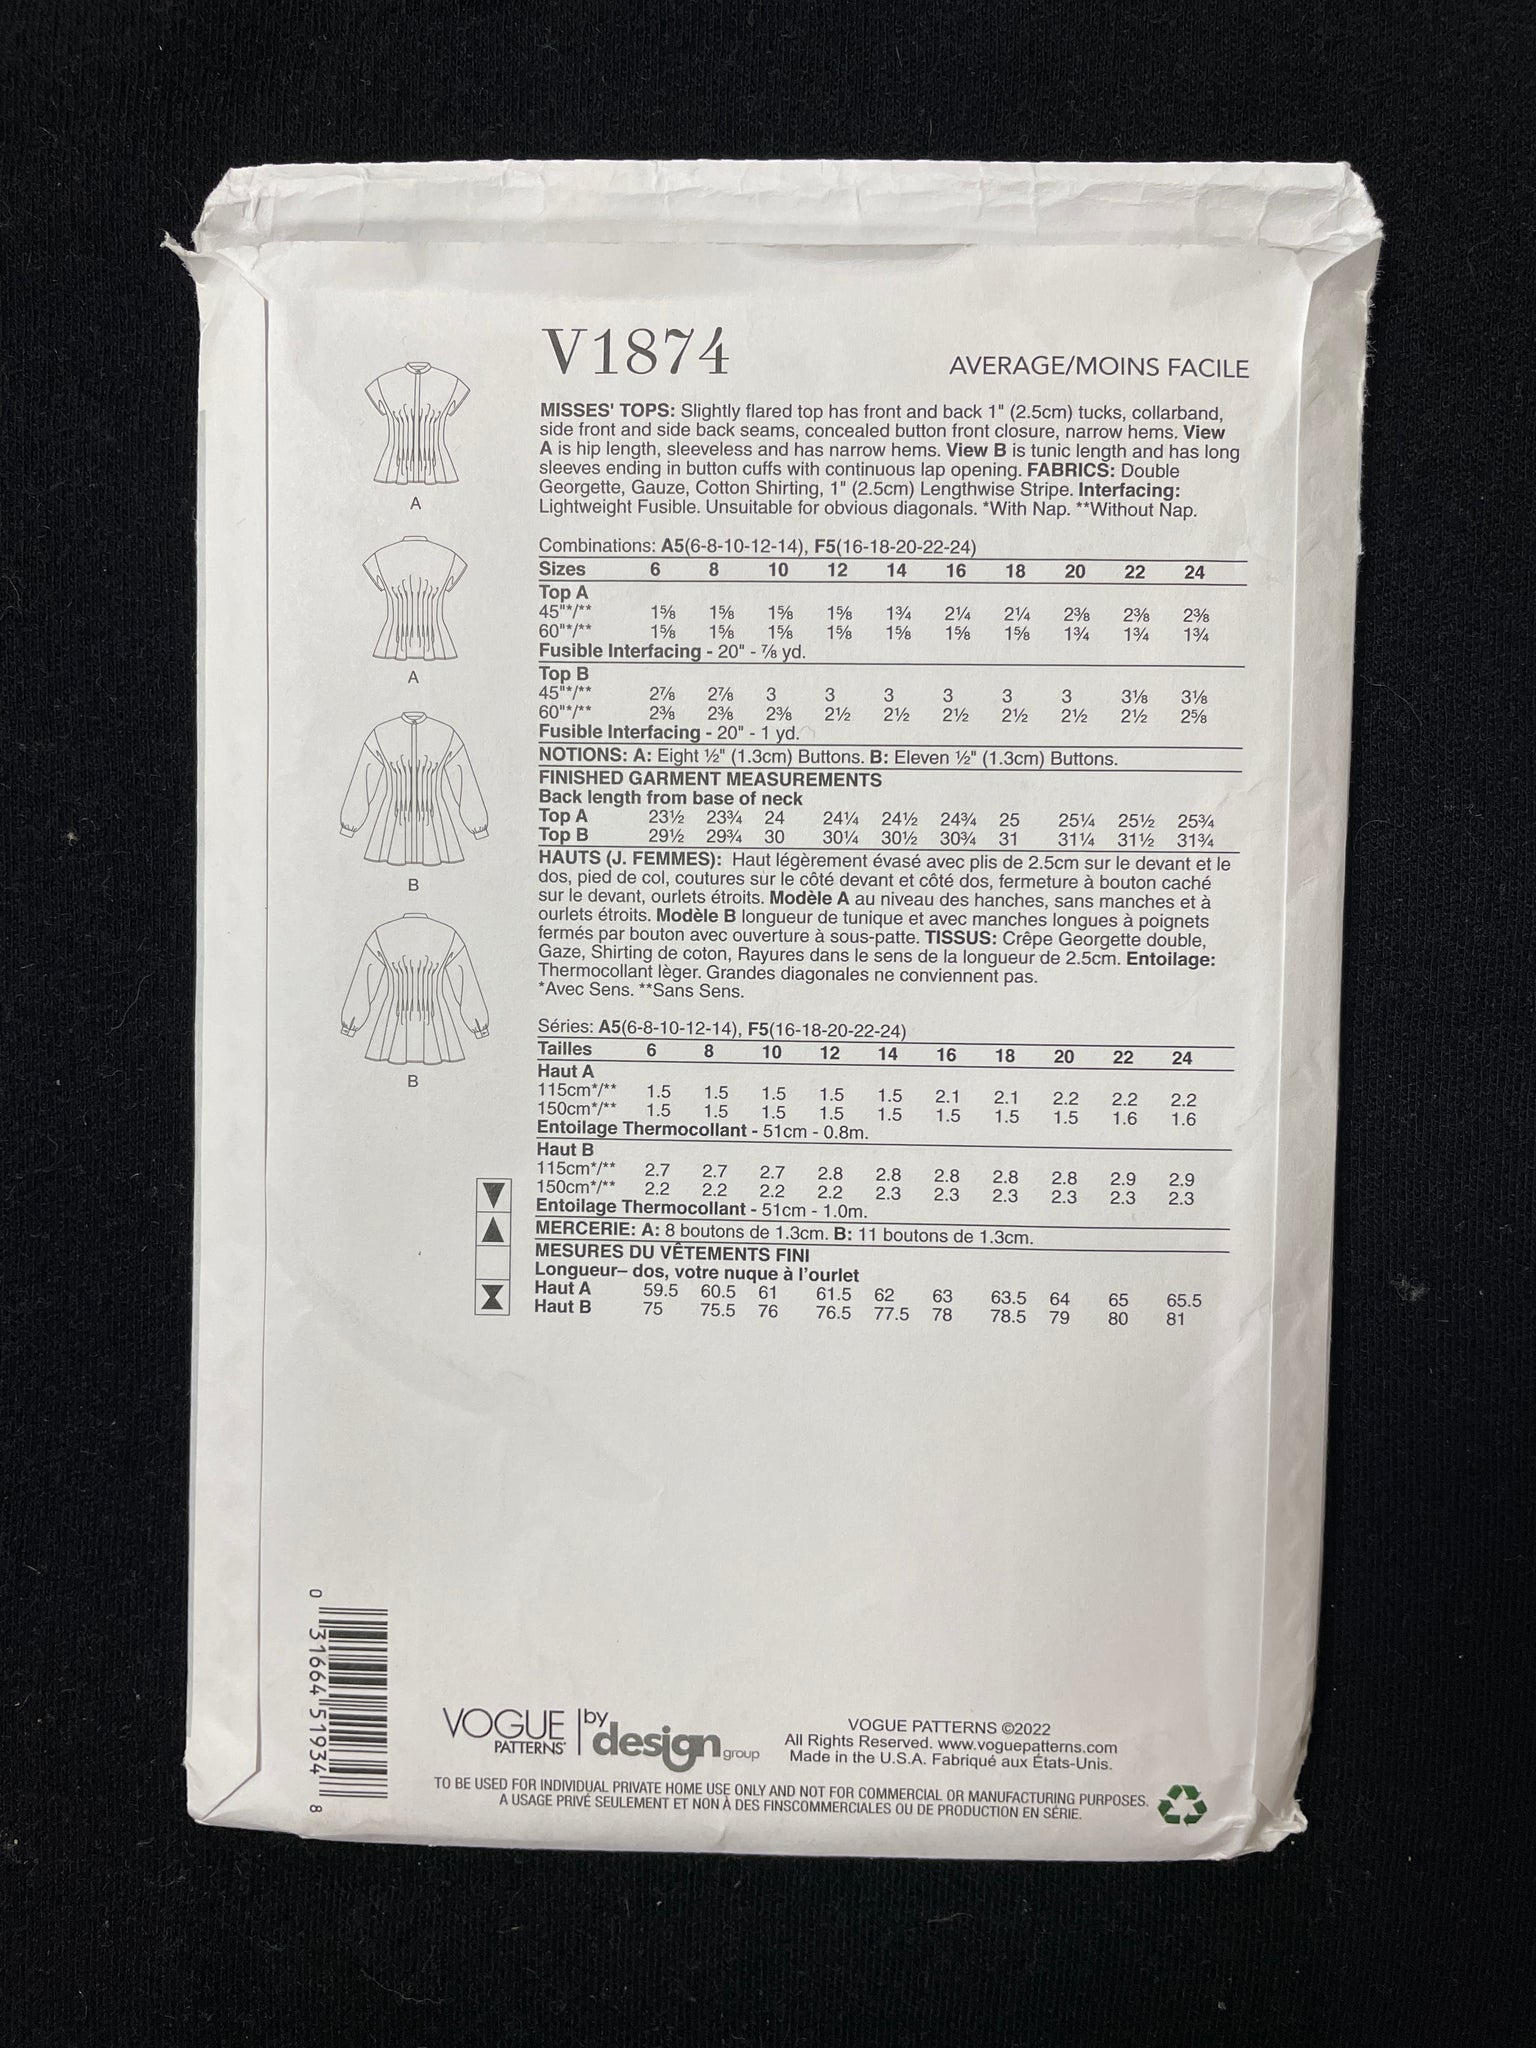 V1874
AVERAGE/MOINS FACILE
MISSES' TOPS: Slightly flared top has front and back 1" (2.5cm) tucks, collarband,
side front and side back seams, concealed button front closure, narrow hems. View
A is hip length, sleeveless and has narrow hems. View B is tunic length and has long
sleeves ending in button cuffs with continuous lap opening. FABRICS: Double
Georgette, Gauze, Cotton Shirting, 1" (2.5cm) Lengthwise Stripe. Interfacing:
Lightweight Fusible. Unsuitable for obvious diagonals. *With Nap. **Without Nap.
A
A
B
B
Combinations: A5(6-8-10-12-14), F5(16-18-20-22-24)
Sizes 6 8 10 12 14 16 18 20 22 24
Top A
45"*/** 1⅝ 1⅝ 1⅝ 1⅝ 1¾ 2¼ 2¼ 2⅜ 2⅜ 2⅜
60"*/** 1⅝ 1⅝ 1⅝ 1⅝ 1⅝ 1⅝ 1⅝ 1¾ 1¾ 1¾
Fusible Interfacing - 20" - ⅞ yd.
Top B
45"*/** 2⅞ 2⅞ 3 3 3 3 3 3 3⅛ 3⅛
60"*/** 2⅜ 2⅜ 2⅜ 2½ 2½ 2½ 2½ 2½ 2½ 2⅝
Fusible Interfacing - 20" - 1 yd.
NOTIONS: A: Eight ½" (1.3cm) Buttons. B: Eleven ½" (1.3cm) Buttons.
FINISHED GARMENT MEASUREMENTS
Back length from base of neck
Top A 23½ 23¾ 24 24¼ 24½ 24¾ 25 25¼ 25½ 25¾
Top B 29½ 29¾ 30 30¼ 30½ 30¾ 31 31¼ 31½ 31¾
HAUTS (J. FEMMES): Haut légèrement évasé avec plis de 2.5cm sur le devant et le
dos, pied de col, coutures sur le côté devant et côté dos, fermeture à bouton caché
sur le devant, ourlets étroits. Modèle A au niveau des hanches, sans manches et à
ourlets étroits. Modèle B longueur de tunique et avec manches longues à poignets
fermés par bouton avec ouverture à sous-patte. TISSUS: Crêpe Georgette double,
Gaze, Shirting de coton, Rayures dans le sens de la longueur de 2.5cm. Entoilage:
Thermocollant lèger. Grandes diagonales ne conviennent pas.
*Avec Sens. **Sans Sens.
Séries: A5(6-8-10-12-14), F5(16-18-20-22-24)
Tailles 6 8 10 12 14 16 18 20 22 24
Haut A
115cm*/** 1.5 1.5 1.5 1.5 1.5 2.1 2.1 2.2 2.2 2.2
150cm*/** 1.5 1.5 1.5 1.5 1.5 1.5 1.5 1.5 1.6 1.6
Entoilage Thermocollant - 51cm - 0.8m.
Haut B
115cm*/** 2.7 2.7 2.7 2.8 2.8 2.8 2.8 2.8 2.9 2.9
150cm*/** 2.2 2.2 2.2 2.2 2.3 2.3 2.3 2.3 2.3 2.3
Entoilage Thermocollant - 51cm - 1.0m.
MERCERIE: A: 8 boutons de 1.3cm. B: 11 boutons de 1.3cm.
MESURES DU VÊTEMENTS FINI
Longueur– dos, votre nuque à l'ourlet
Haut A 59.5 60.5 61 61.5 62 63 63.5 64 65 65.5
Haut B 75 75.5 76 76.5 77.5 78 78.5 79 80 81
0 31664 51934 8
VOGUE PATTERNS by design group
VOGUE PATTERNS ©2022
All Rights Reserved. www.voguepatterns.com
Made in the U.S.A. Fabriqué aux États-Unis.
TO BE USED FOR INDIVIDUAL PRIVATE HOME USE ONLY AND NOT FOR COMMERCIAL OR MANUFACTURING PURPOSES.
A USAGE PRIVÉ SEULEMENT ET NON À DES FINSCOMMERCIALES OU DE PRODUCTION EN SÉRIE.